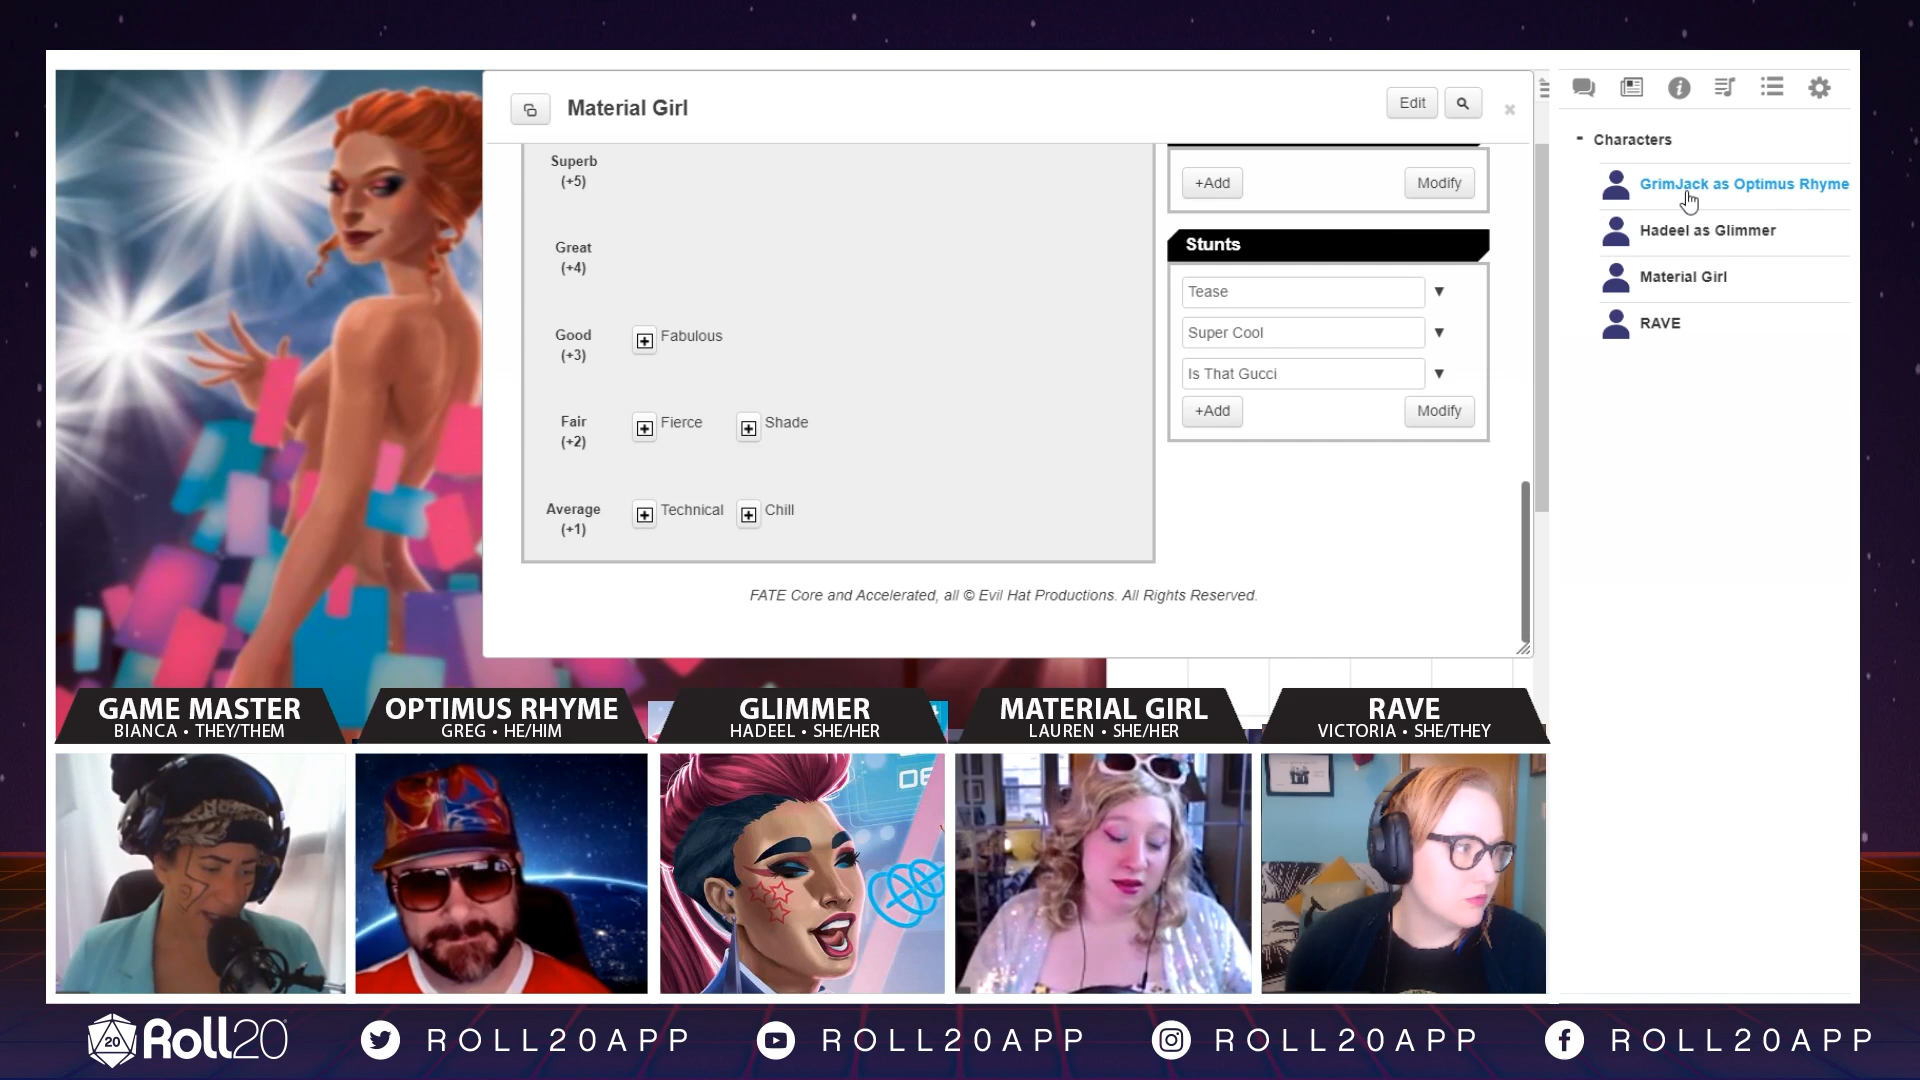 Material Girl
Edit
Superb
(+5)
Great
(+4)
Good
(+3)
Fabulous
Fair
(+2)
Fierce
Shade
Average
(+1)
Technical
Chill
+Add
Modify
Stunts
Tease
Super Cool
Is That Gucci
+Add
Modify
FATE Core and Accelerated, all © Evil Hat Productions. All Rights Reserved.
Characters
GrimJack as Optimus Rhyme
Hadeel as Glimmer
Material Girl
RAVE
GAME MASTER
BIANCA • THEY/THEM
OPTIMUS RHYME
GREG • HE/HIM
GLIMMER
HADEEL • SHE/HER
MATERIAL GIRL
LAUREN • SHE/HER
RAVE
VICTORIA • SHE/THEY
20
Roll20
ROLL20APP
ROLL20APP
ROLL20APP
ROLL20APP